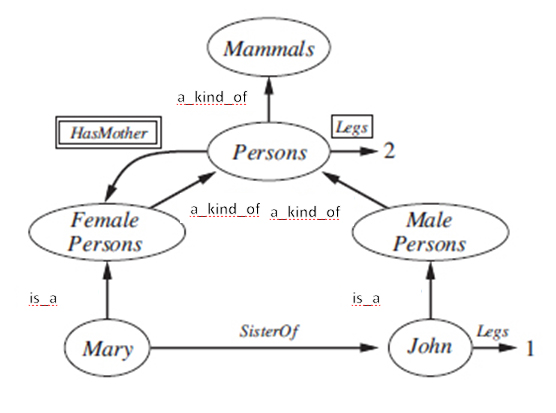 Mammals
a_kind_of
HasMother
Legs
Persons
2
a_kind_of
a_kind_of
Female
Persons
Male
Persons
is_a
is_a
SisterOf
Legs
Mary
John
1